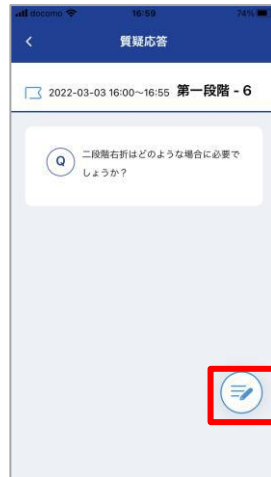 docomo 16:59 74%
質疑応答
2022-03-03 16:00~16:55 第一段階 - 6
Q 二段階右折はどのような場合に必要で
しょうか？